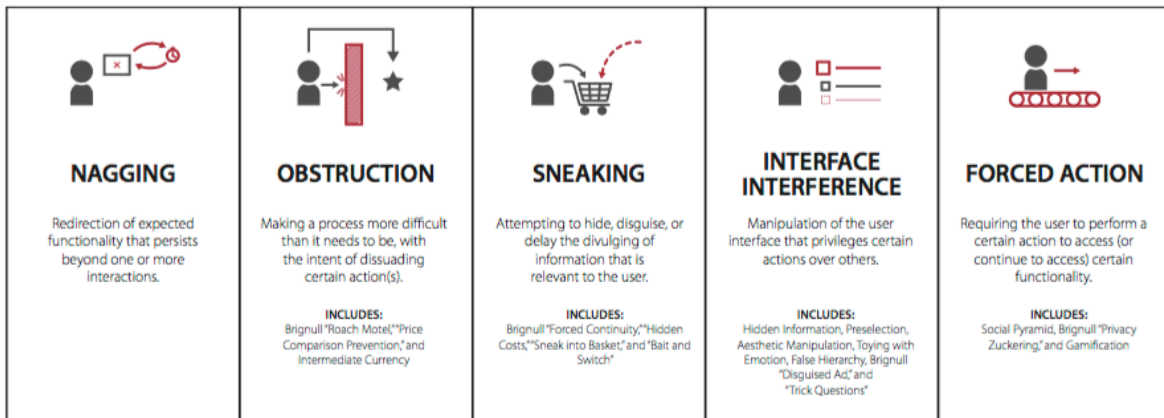 NAGGING
Redirection of expected
functionality that persists
beyond one or more
interactions.
OBSTRUCTION
Making a process more difficult
than it needs to be, with
the intent of dissuading
certain action(s).
INCLUDES:
Brignull "Roach Motel," "Price
Comparison Prevention," and
Intermediate Currency
SNEAKING
Attempting to hide, disguise, or
delay the divulging of
information that is
relevant to the user.
INCLUDES:
Brignull "Forced Continuity," "Hidden
Costs," "Sneak into Basket," and "Bait and
Switch"
INTERFACE
INTERFERENCE
Manipulation of the user
interface that privileges certain
actions over others.
INCLUDES:
Hidden Information, Preselection,
Aesthetic Manipulation, Toying with
Emotion, False Hierarchy, Brignull
"Disguised Ad," and
"Trick Questions"
FORCED ACTION
Requiring the user to perform a
certain action to access (or
continue to access) certain
functionality.
INCLUDES:
Social Pyramid, Brignull "Privacy
Zuckering," and Gamification